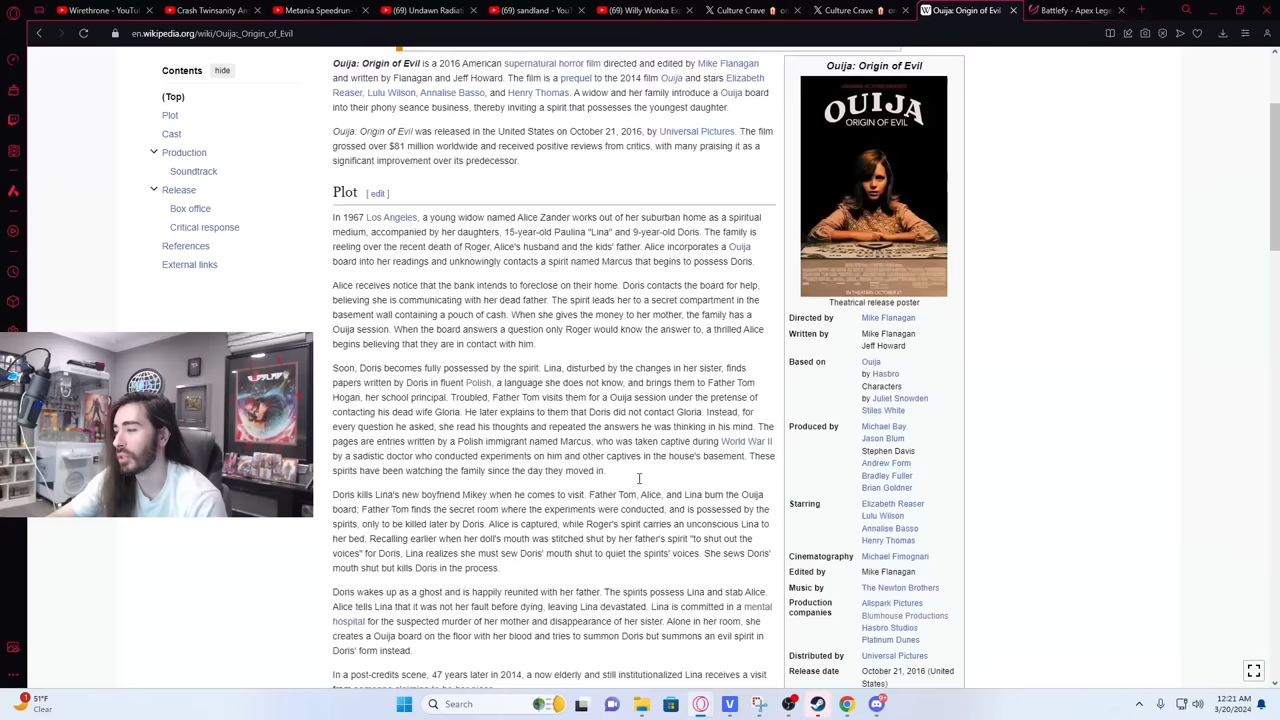 Wirethrone - YouT
Crash Twinsanity An
Metania Speedrun -
(69) Undawn Radiat
(69) sandland - You
(69) Willy Wonka Ex
Culture Crave
Culture Crave
Ouija: Origin of Evil
Battlefy - Apex Lege
en.wikipedia.org/wiki/Ouija:_Origin_of_Evil
Contents hide
(Top)
Plot
Cast
Production
Soundtrack
Release
Box office
Critical response
References
External links
Ouija: Origin of Evil is a 2016 American supernatural horror film directed and edited by Mike Flanagan
and written by Flanagan and Jeff Howard. The film is a prequel to the 2014 film Ouija and stars Elizabeth
Reaser, Lulu Wilson, Annalise Basso, and Henry Thomas. A widow and her family introduce a Ouija board
into their phony seance business, thereby inviting a spirit that possesses the youngest daughter.
Ouija: Origin of Evil was released in the United States on October 21, 2016, by Universal Pictures. The film
grossed over $81 million worldwide and received positive reviews from critics, with many praising it as a
significant improvement over its predecessor.
Plot [ edit ]
In 1967 Los Angeles, a young widow named Alice Zander works out of her suburban home as a spiritual
medium, accompanied by her daughters, 15-year-old Paulina "Lina" and 9-year-old Doris. The family is
reeling over the recent death of Roger, Alice's husband and the kids' father. Alice incorporates a Ouija
board into her readings and unknowingly contacts a spirit named Marcus that begins to possess Doris.
Alice receives notice that the bank intends to foreclose on their home. Doris contacts the board for help,
believing she is communicating with her dead father. The spirit leads her to a secret compartment in the
basement wall containing a pouch of cash. When she gives the money to her mother, the family has a
Ouija session. When the board answers a question only Roger would know the answer to, a thrilled Alice
begins believing that they are in contact with him.
Soon, Doris becomes fully possessed by the spirit. Lina, disturbed by the changes in her sister, finds
papers written by Doris in fluent Polish, a language she does not know, and brings them to Father Tom
Hogan, her school principal. Troubled, Father Tom visits them for a Ouija session under the pretense of
contacting his dead wife Gloria. He later explains to them that Doris did not contact Gloria. Instead, for
every question he asked, she read his thoughts and repeated the answers he was thinking in his mind. The
pages are entries written by a Polish immigrant named Marcus, who was taken captive during World War II
by a sadistic doctor who conducted experiments on him and other captives in the house's basement. These
spirits have been watching the family since the day they moved in.
Doris kills Lina's new boyfriend Mikey when he comes to visit. Father Tom, Alice, and Lina burn the Ouija
board; Father Tom finds the secret room where the experiments were conducted, and is possessed by the
spirits, only to be killed later by Doris. Alice is captured, while Roger's spirit carries an unconscious Lina to
her bed. Recalling earlier when her doll's mouth was stitched shut by her father's spirit "to shut out the
voices" for Doris, Lina realizes she must sew Doris' mouth shut to quiet the spirits' voices. She sews Doris'
mouth shut but kills Doris in the process.
Doris wakes up as a ghost and is happily reunited with her father. The spirits possess Lina and stab Alice.
Alice tells Lina that it was not her fault before dying, leaving Lina devastated. Lina is committed in a mental
hospital for the suspected murder of her mother and disappearance of her sister. Alone in her room, she
creates a Ouija board on the floor with her blood and tries to summon Doris but summons an evil spirit in
Doris' form instead.
In a post-credits scene, 47 years later in 2014, a now elderly and still institutionalized Lina receives a visit
Ouija: Origin of Evil
OUIJA
ORIGIN OF EVIL
IN THEATERS OCTOBER 21
Theatrical release poster
Directed by Mike Flanagan
Written by Mike Flanagan
Jeff Howard
Based on Ouija
by Hasbro
Characters
by Juliet Snowden
Stiles White
Produced by Michael Bay
Jason Blum
Stephen Davis
Andrew Form
Bradley Fuller
Brian Goldner
Starring Elizabeth Reaser
Lulu Wilson
Annalise Basso
Henry Thomas
Cinematography Michael Fimognari
Edited by Mike Flanagan
Music by The Newton Brothers
Production Allspark Pictures
companies Blumhouse Productions
Hasbro Studios
Platinum Dunes
Distributed by Universal Pictures
Release date October 21, 2016 (United
States)
1
51°F
Clear
Search
12:21 AM
3/20/2024